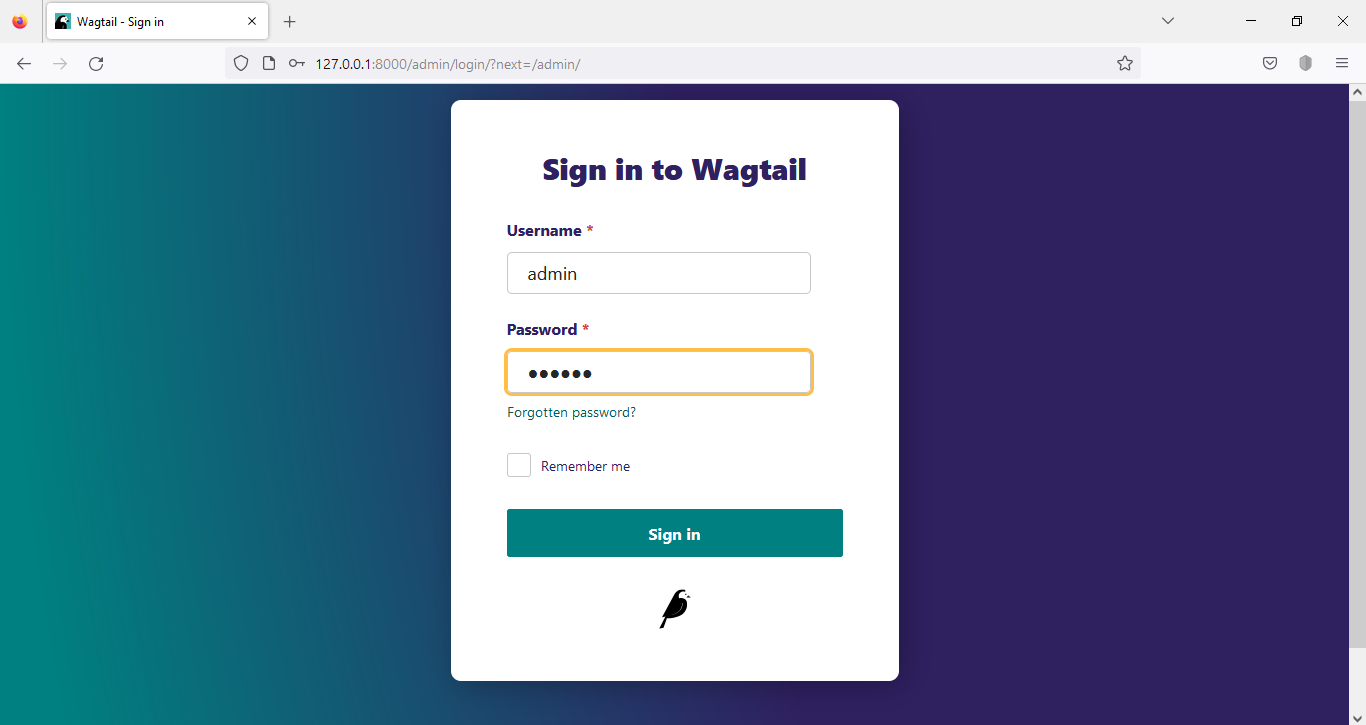 Wagtail - Sign in
127.0.0.1:8000/admin/login/?next=/admin/
Sign in to Wagtail
Username *
admin
Password *
●●●●●●
Forgotten password?
Remember me
Sign in